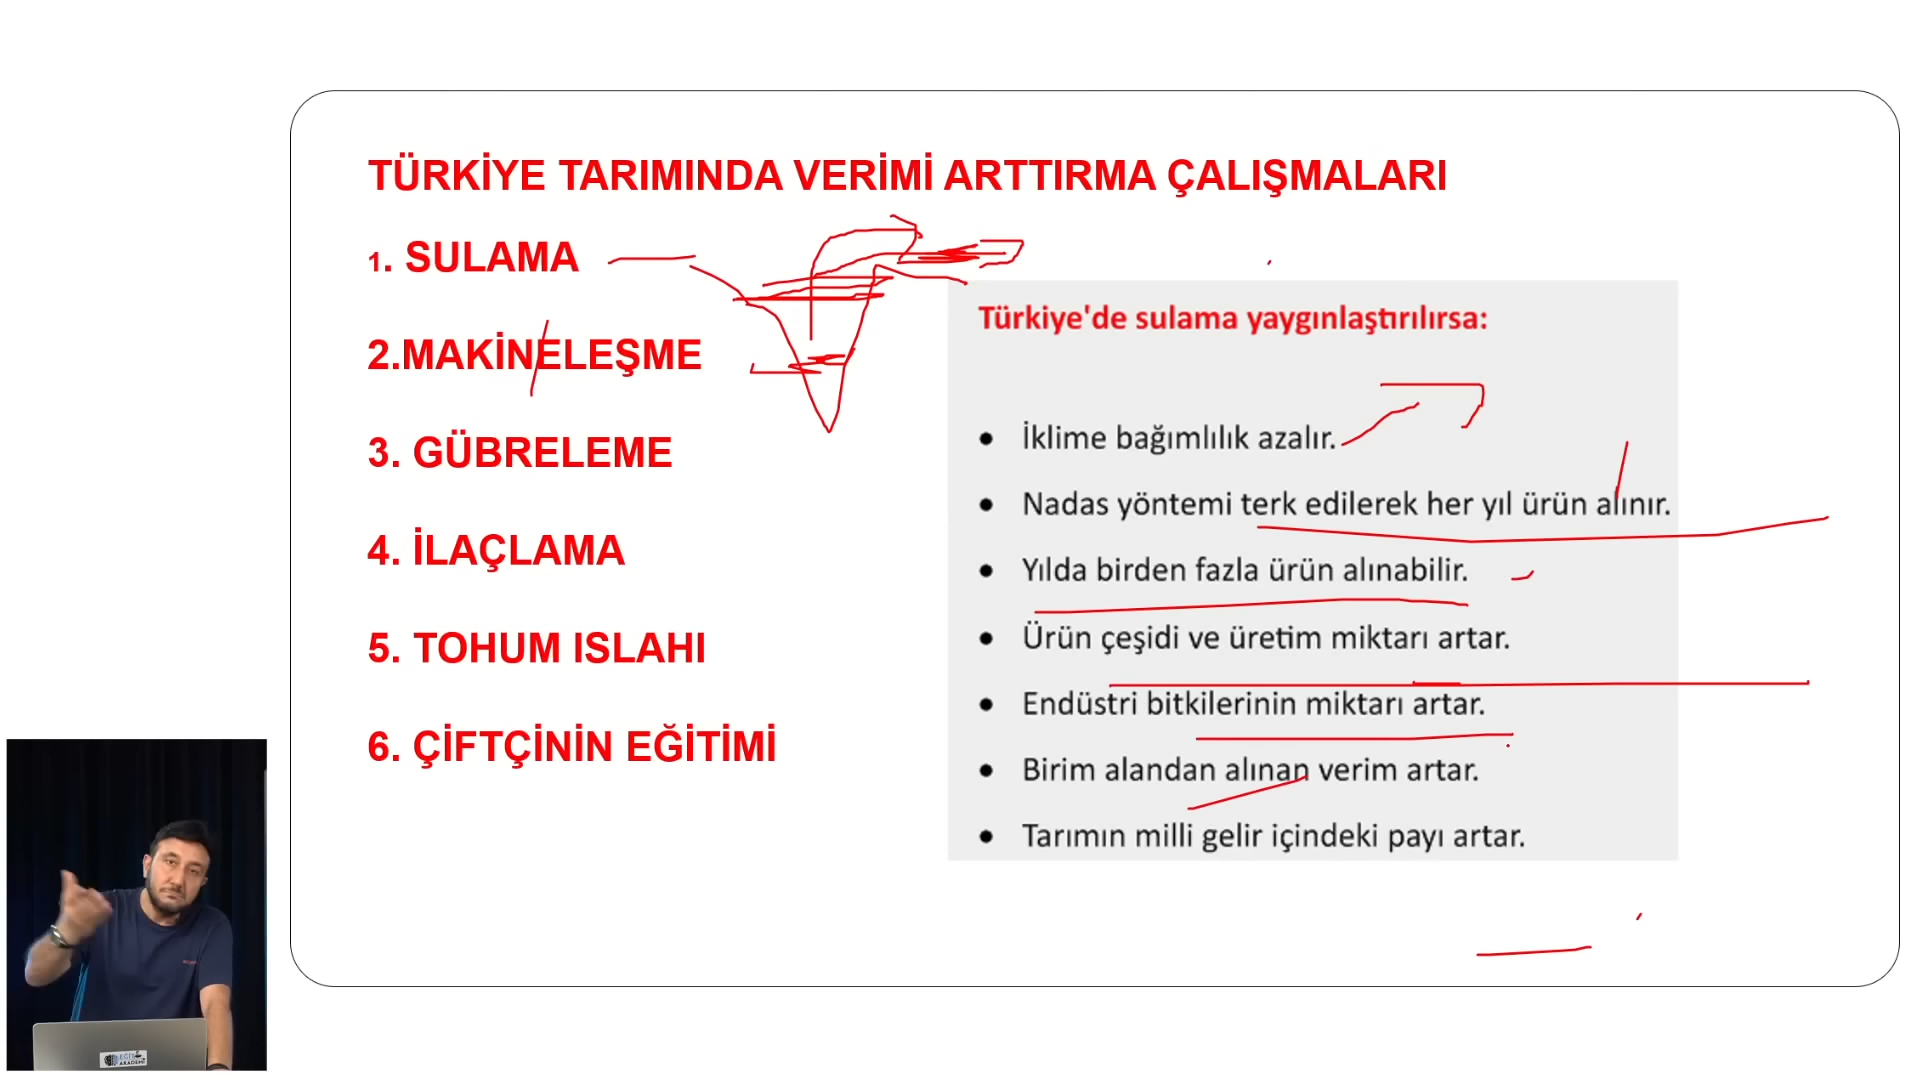 TÜRKİYE TARIMINDA VERİMİ ARTTIRMA ÇALIŞMALARI
1. SULAMA
2.MAKİNELEŞME
3. GÜBRELEME
4. İLAÇLAMA
5. TOHUM ISLAHI
6. ÇİFTÇİNİN EĞİTİMİ
Türkiye'de sulama yaygınlaştırılırsa:
• İklime bağımlılık azalır.
• Nadas yöntemi terk edilerek her yıl ürün alınır.
• Yılda birden fazla ürün alınabilir.
• Ürün çeşidi ve üretim miktarı artar.
• Endüstri bitkilerinin miktarı artar.
• Birim alandan alınan verim artar.
• Tarımın milli gelir içindeki payı artar.
AKADEMİ